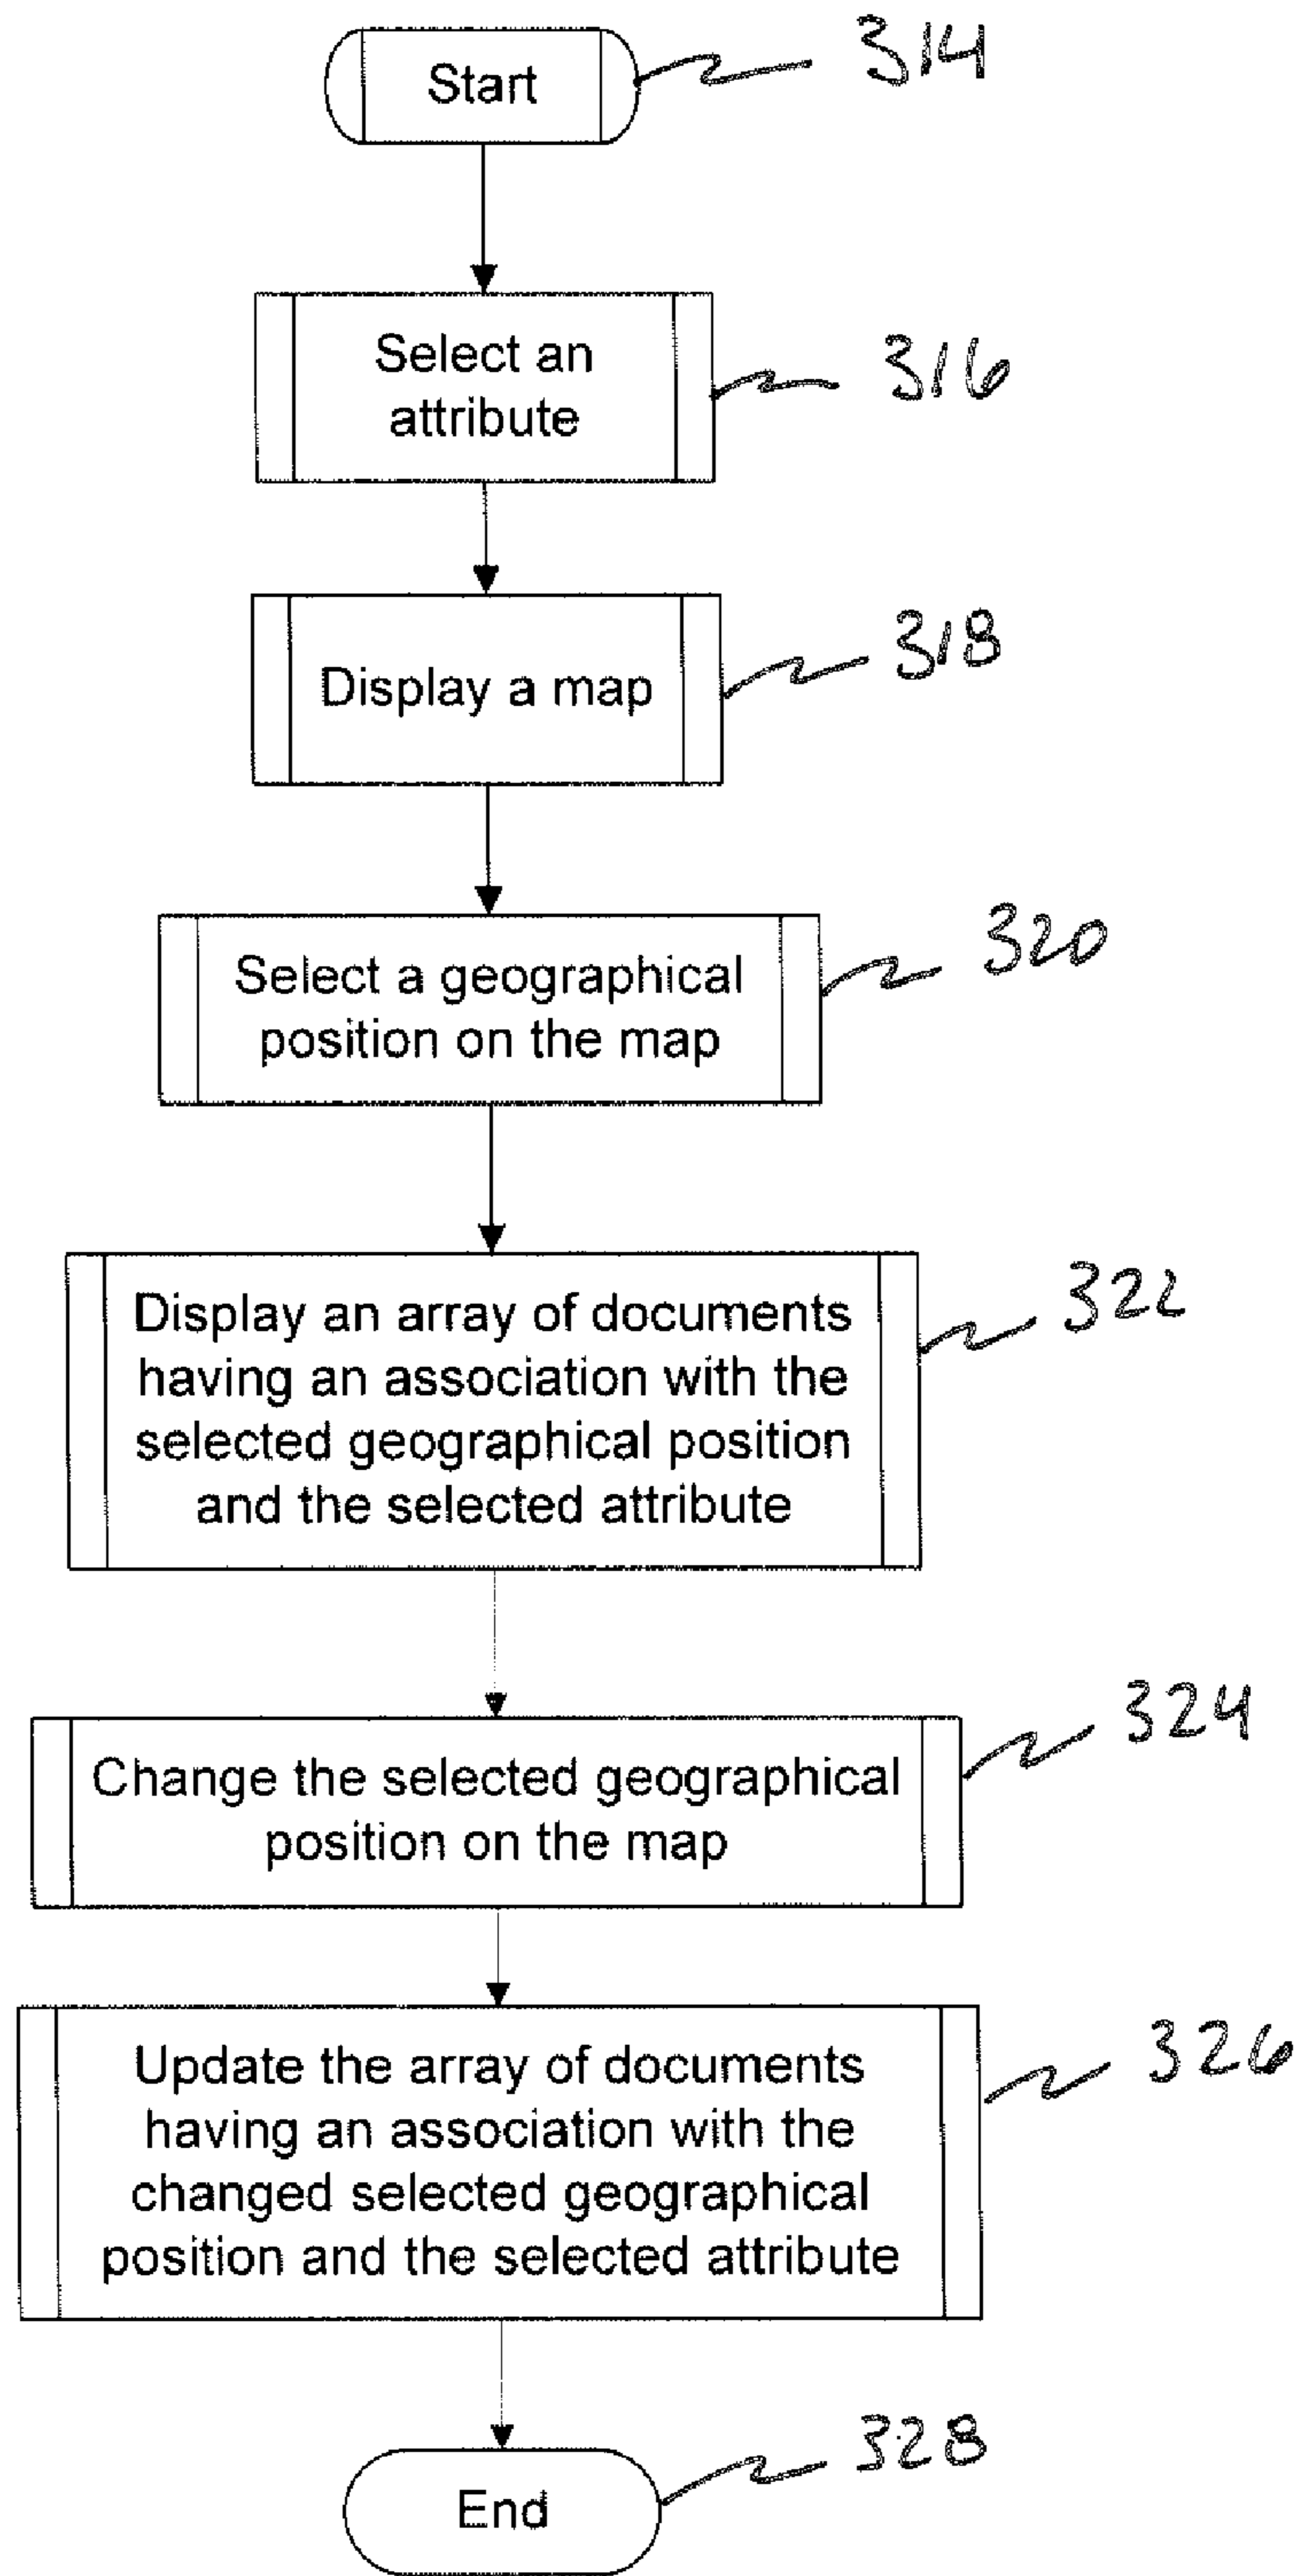 Start
314
Select an
attribute
316
Display a map
318
Select a geographical
position on the map
320
Display an array of documents
having an association with the
selected geographical position
and the selected attribute
322
Change the selected geographical
position on the map
324
Update the array of documents
having an association with the
changed selected geographical
position and the selected attribute
326
End
328